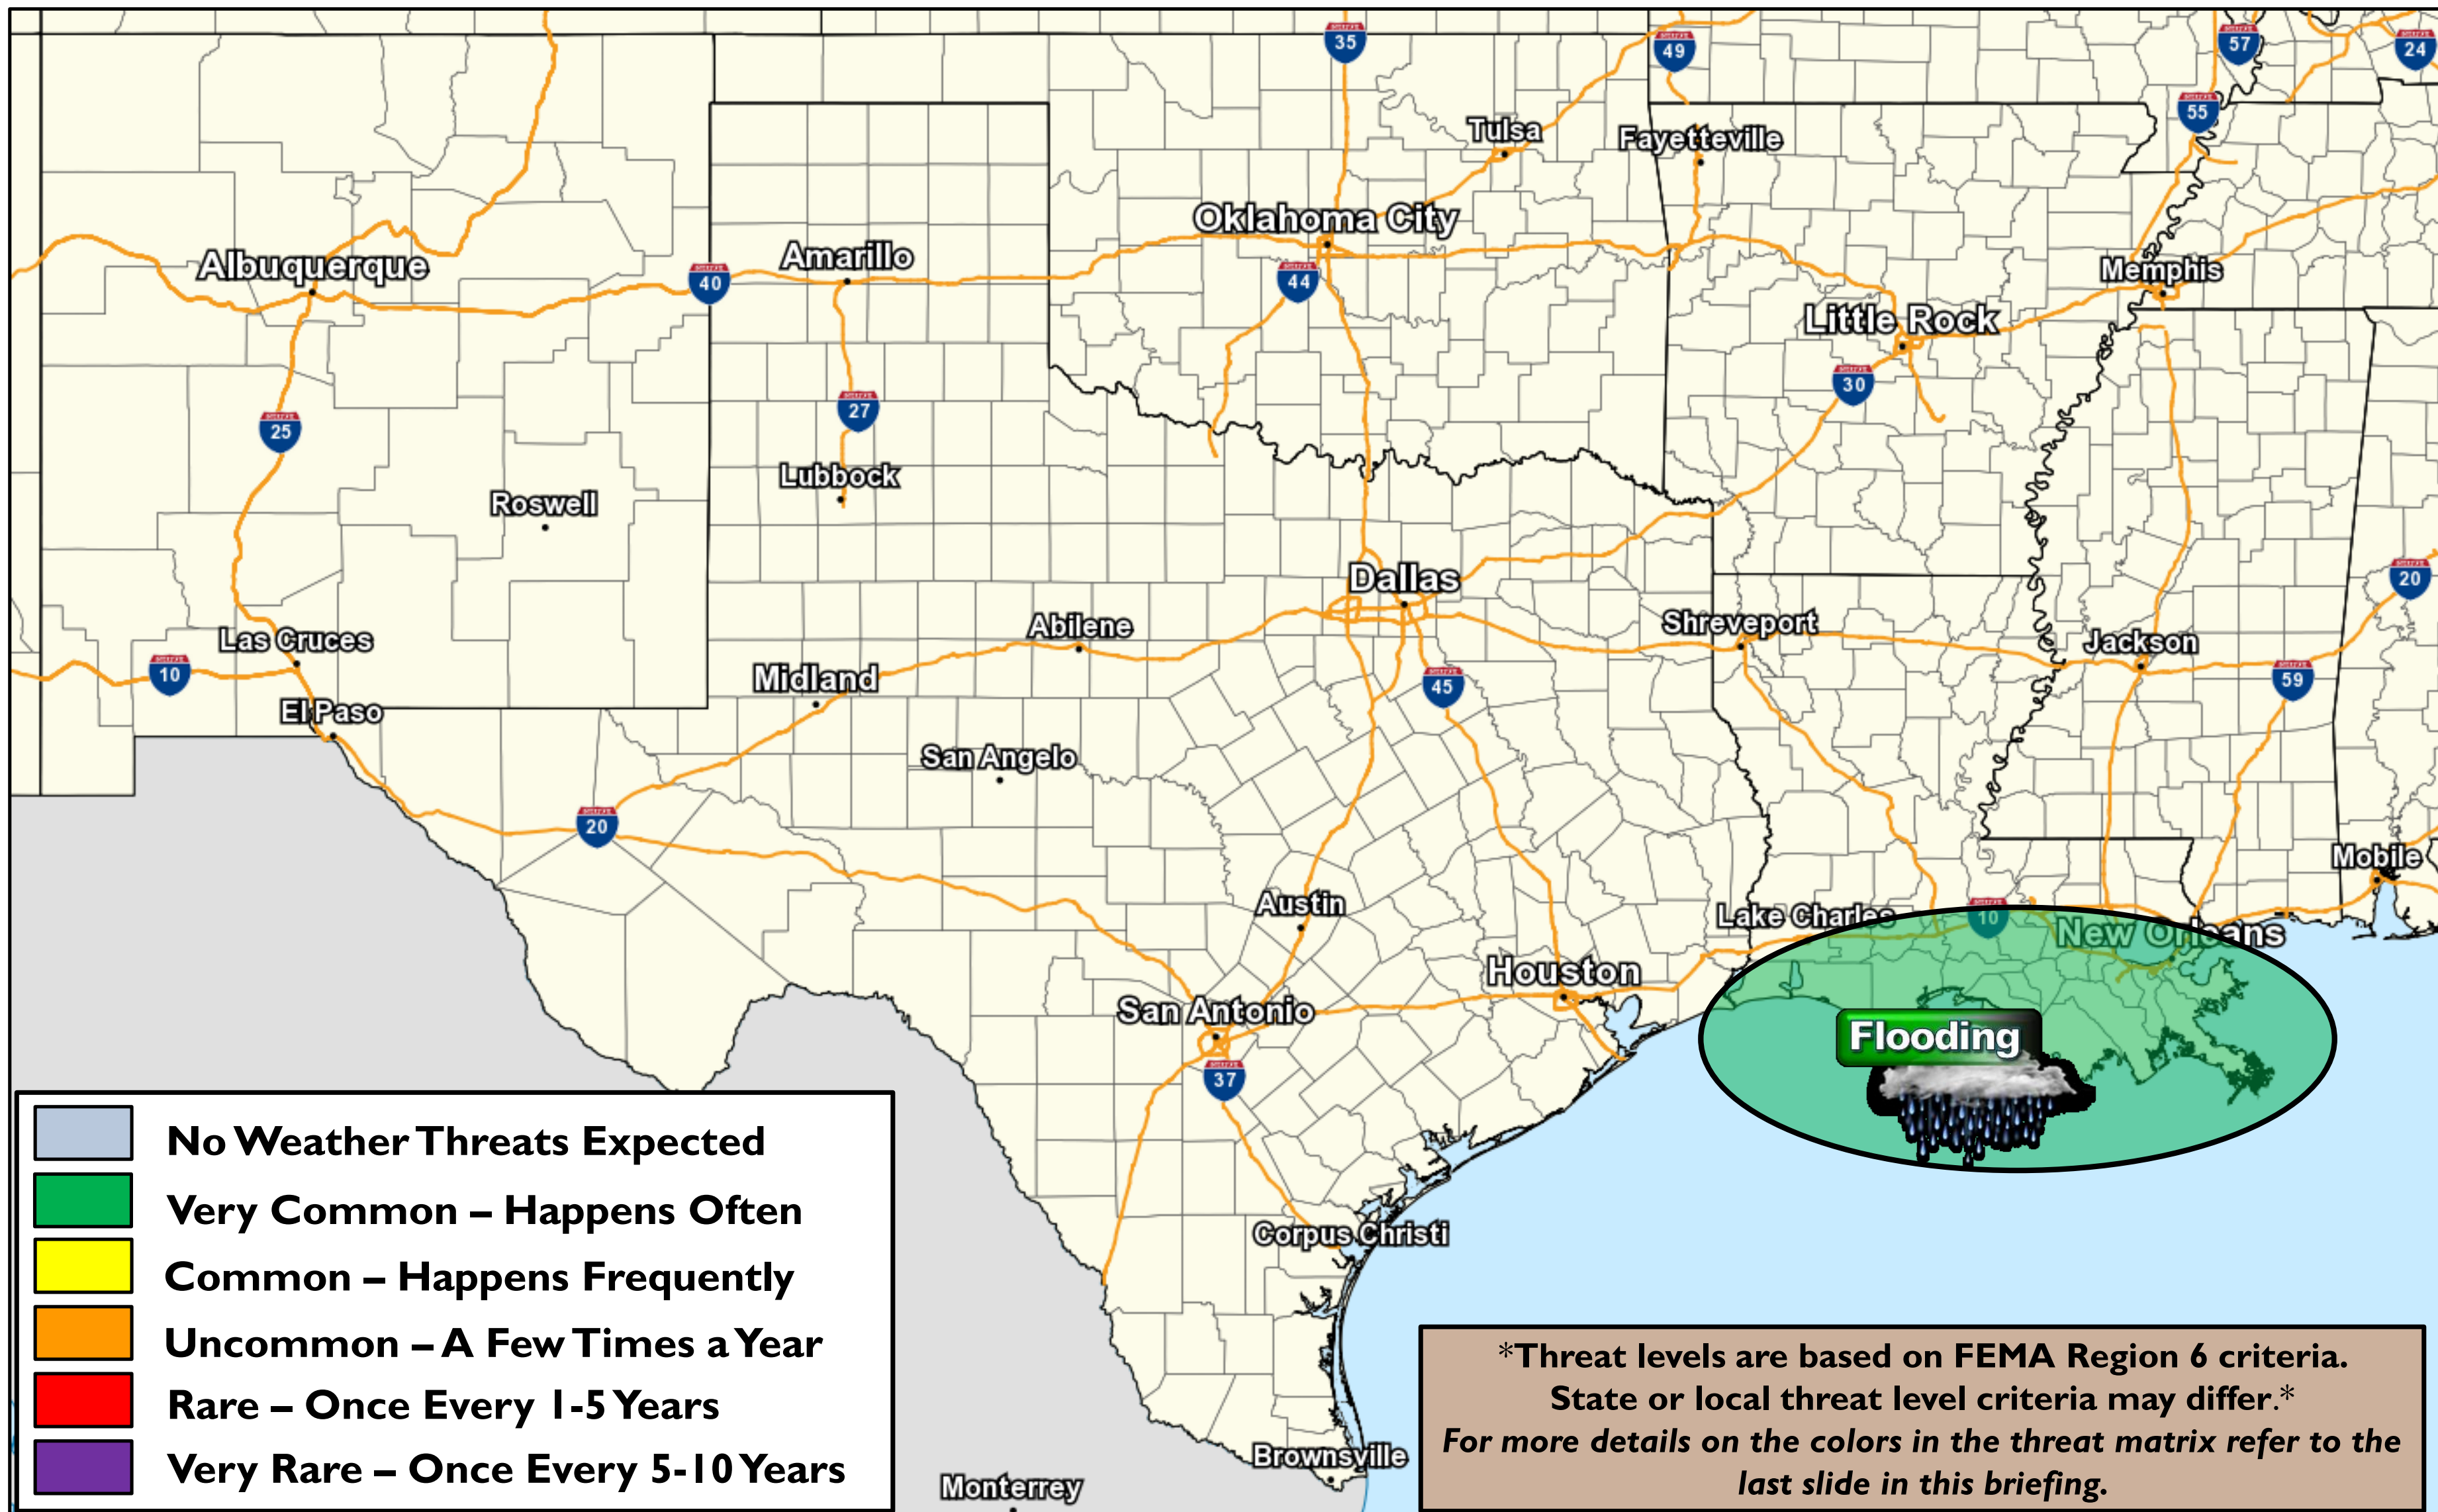 35
49
57
24
55
Tulsa
Fayetteville
Oklahoma City
Albuquerque
Amarillo
40
44
Memphis
Little Rock
30
27
25
Lubbock
Roswell
Dallas
20
Abilene
Shreveport
Las Cruces
Jackson
10
Midland
45
59
El Paso
San Angelo
20
Mobile
Austin
Lake Charles
10
New Orleans
Houston
San Antonio
Flooding
37
Corpus Christi
Brownsville
Monterrey
No Weather Threats Expected
Very Common – Happens Often
Common – Happens Frequently
Uncommon – A Few Times a Year
Rare – Once Every 1-5 Years
Very Rare – Once Every 5-10 Years
*Threat levels are based on FEMA Region 6 criteria.
State or local threat level criteria may differ.*
For more details on the colors in the threat matrix refer to the
last slide in this briefing.